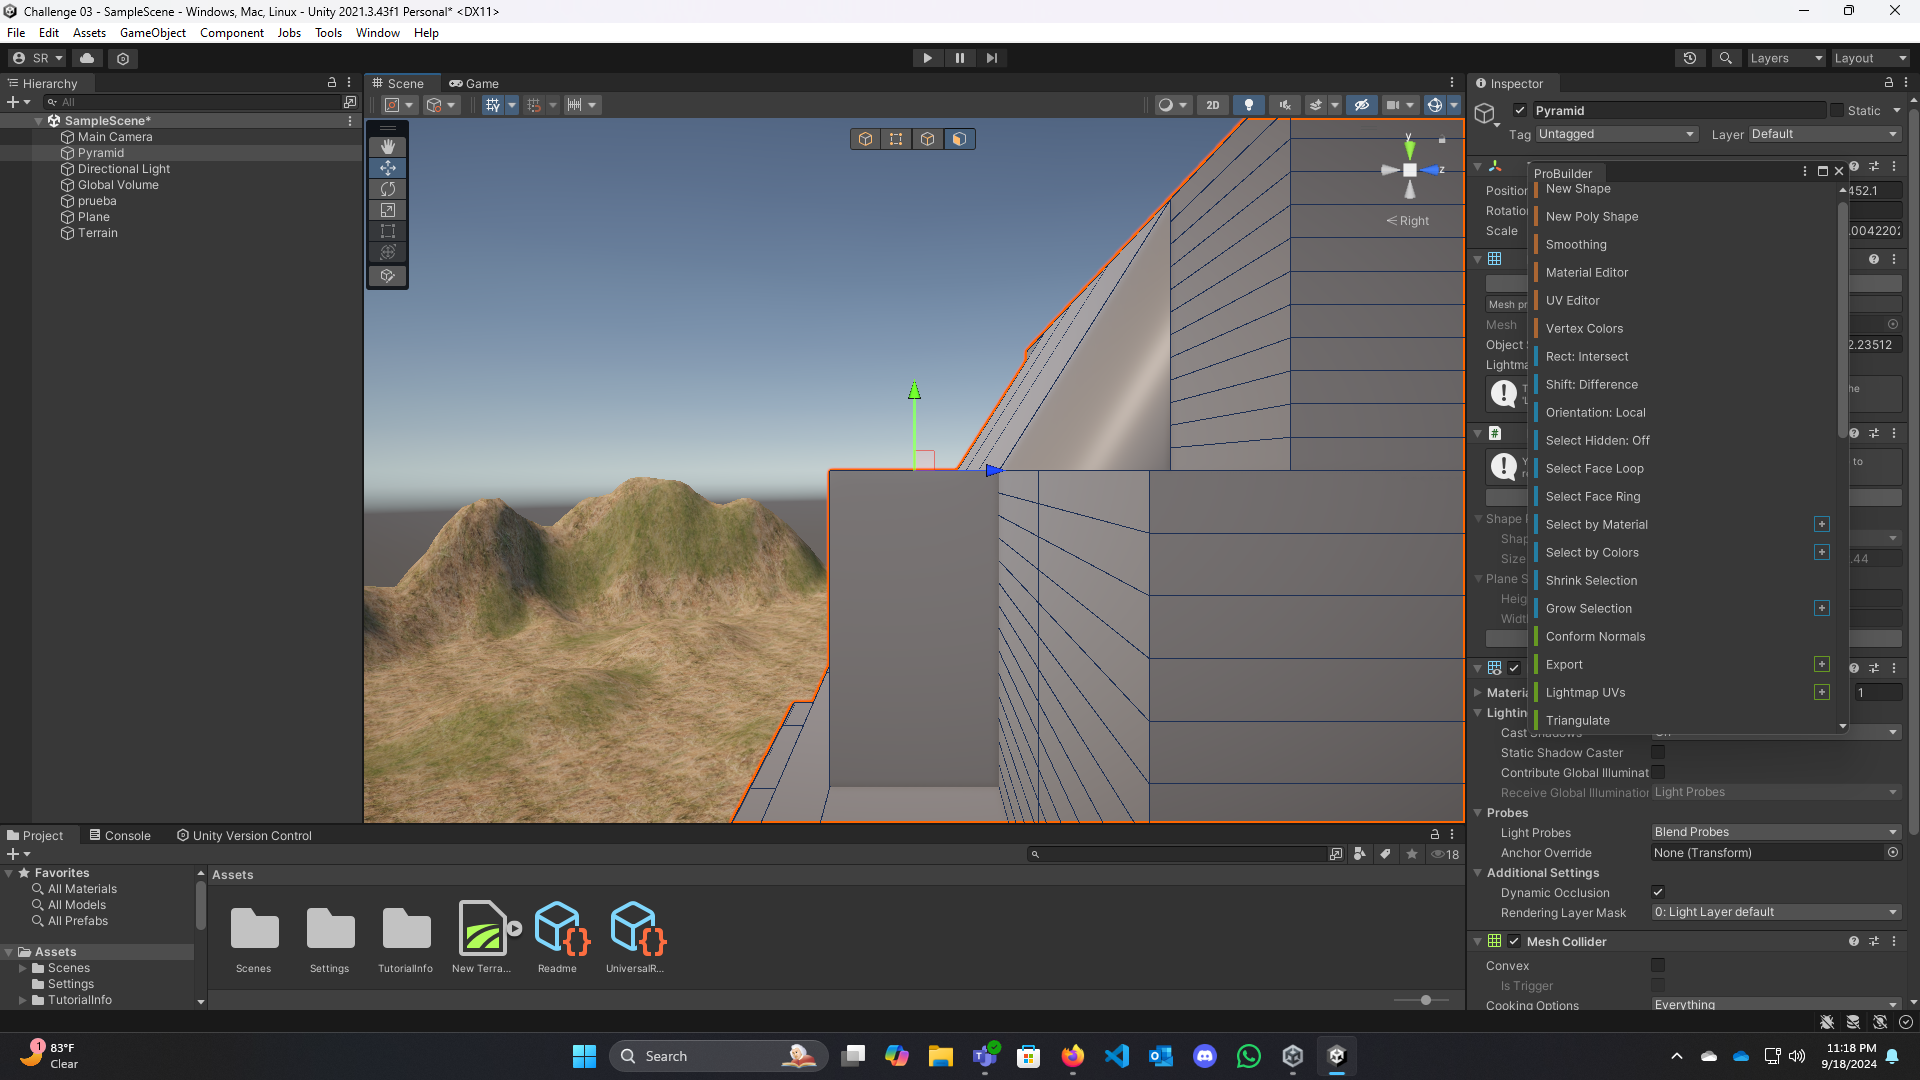 Challenge 03 - SampleScene - Windows, Mac, Linux - Unity 2021.3.43f1 Personal* <DX11>
File Edit Assets GameObject Component Jobs Tools Window Help
SR
Layers
Layout
Hierarchy
All
SampleScene*
Main Camera
Pyramid
Directional Light
Global Volume
prueba
Plane
Terrain
Scene
Game
2D
y
z
Right
Inspector
Pyramid
Static
Tag
Untagged
Layer
Default
Position
452.1
Rotation
Scale
.0042202
Mesh
Object
2.23512
Lightma
he
to
Shape
Size
.44
Plane S
Heig
Width
ProBuilder
New Shape
New Poly Shape
Smoothing
Material Editor
UV Editor
Vertex Colors
Rect: Intersect
Shift: Difference
Orientation: Local
Select Hidden: Off
Select Face Loop
Select Face Ring
Select by Material
Select by Colors
Shrink Selection
Grow Selection
Conform Normals
Export
Lightmap UVs
Triangulate
Materia
1
Lightin
Cast Shadows
Static Shadow Caster
Contribute Global Illuminat
Receive Global Illumination
Light Probes
Probes
Light Probes
Blend Probes
Anchor Override
None (Transform)
Additional Settings
Dynamic Occlusion
Rendering Layer Mask
0: Light Layer default
Mesh Collider
Convex
Is Trigger
Cooking Options
Everything
Project
Console
Unity Version Control
18
Favorites
All Materials
All Models
All Prefabs
Assets
Scenes
Settings
TutorialInfo
Assets
Scenes
Settings
TutorialInfo
New Terra...
Readme
UniversalR...
1
83°F
Clear
Search
11:18 PM
9/18/2024